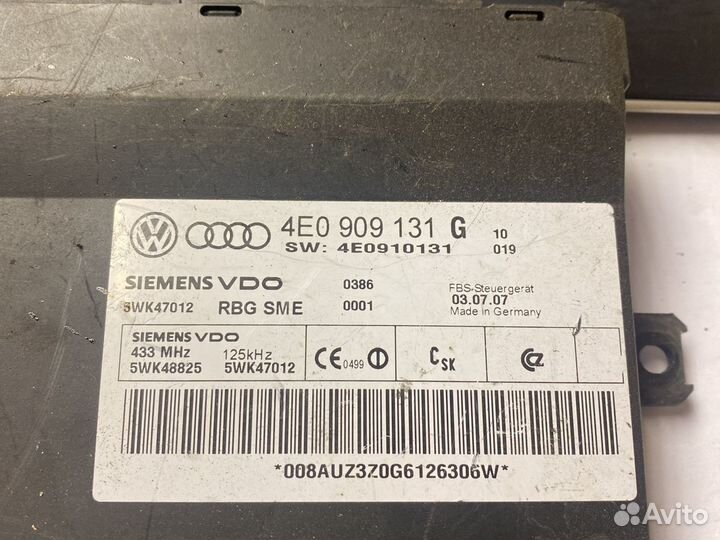 4E0 909 131 G 10
SW: 4E0910131 019
SIEMENS VDO 0386 FBS-Steuergerät
5WK47012 RBG SME 0001 03.07.07
Made in Germany
SIEMENS VDO
433 MHz 125kHz CE 0499 CSK
5WK48825 5WK47012
*008AUZ3Z0G6126306W*
Avito